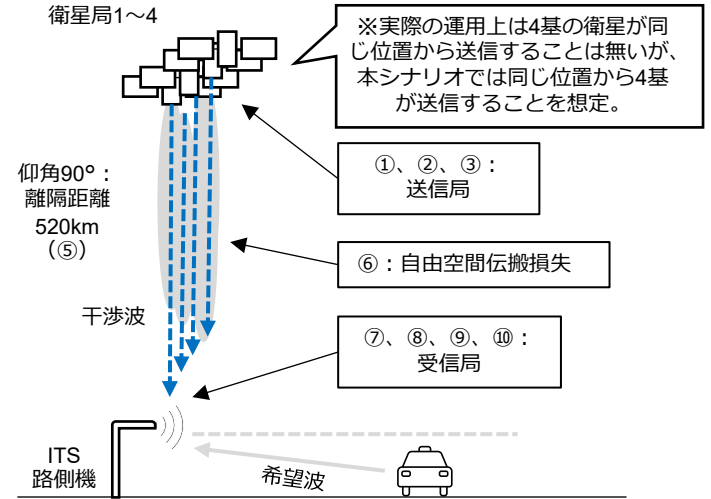 衛星局1～4
※実際の運用上は4基の衛星が同
じ位置から送信することは無いが、
本シナリオでは同じ位置から4基
が送信することを想定。
①、②、③：
送信局
仰角90°：
離隔距離
520km
（⑤）
⑥：自由空間伝搬損失
干渉波
⑦、⑧、⑨、⑩：
受信局
ITS
路側機
希望波